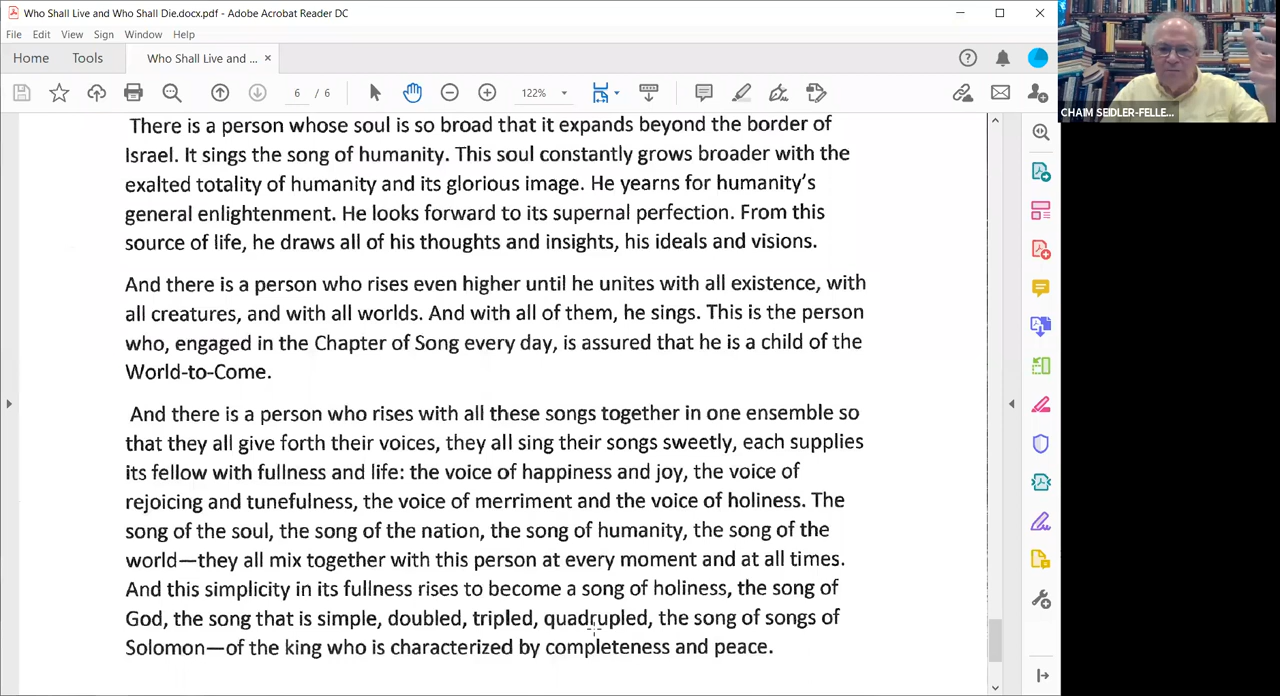 Who Shall Live and Who Shall Die.docx.pdf - Adobe Acrobat Reader DC
File Edit View Sign Window Help
Home Tools Who Shall Live and ... ×
6 / 6 122%
CHAIM SEIDLER-FELLE...
There is a person whose soul is so broad that it expands beyond the border of
Israel. It sings the song of humanity. This soul constantly grows broader with the
exalted totality of humanity and its glorious image. He yearns for humanity's
general enlightenment. He looks forward to its supernal perfection. From this
source of life, he draws all of his thoughts and insights, his ideals and visions.
And there is a person who rises even higher until he unites with all existence, with
all creatures, and with all worlds. And with all of them, he sings. This is the person
who, engaged in the Chapter of Song every day, is assured that he is a child of the
World-to-Come.
And there is a person who rises with all these songs together in one ensemble so
that they all give forth their voices, they all sing their songs sweetly, each supplies
its fellow with fullness and life: the voice of happiness and joy, the voice of
rejoicing and tunefulness, the voice of merriment and the voice of holiness. The
song of the soul, the song of the nation, the song of humanity, the song of the
world—they all mix together with this person at every moment and at all times.
And this simplicity in its fullness rises to become a song of holiness, the song of
God, the song that is simple, doubled, tripled, quadrupled, the song of songs of
Solomon—of the king who is characterized by completeness and peace.